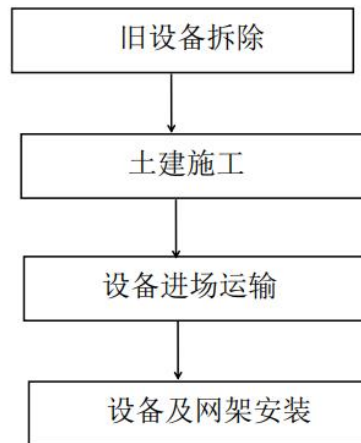 旧设备拆除
土建施工
设备进场运输
设备及网架安装